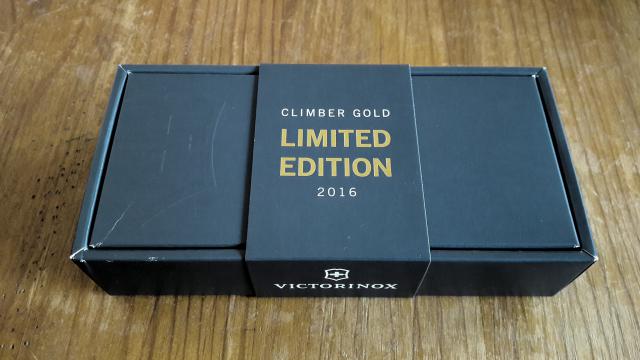 CLIMBER GOLD
LIMITED
EDITION
2016
VICTORINOX